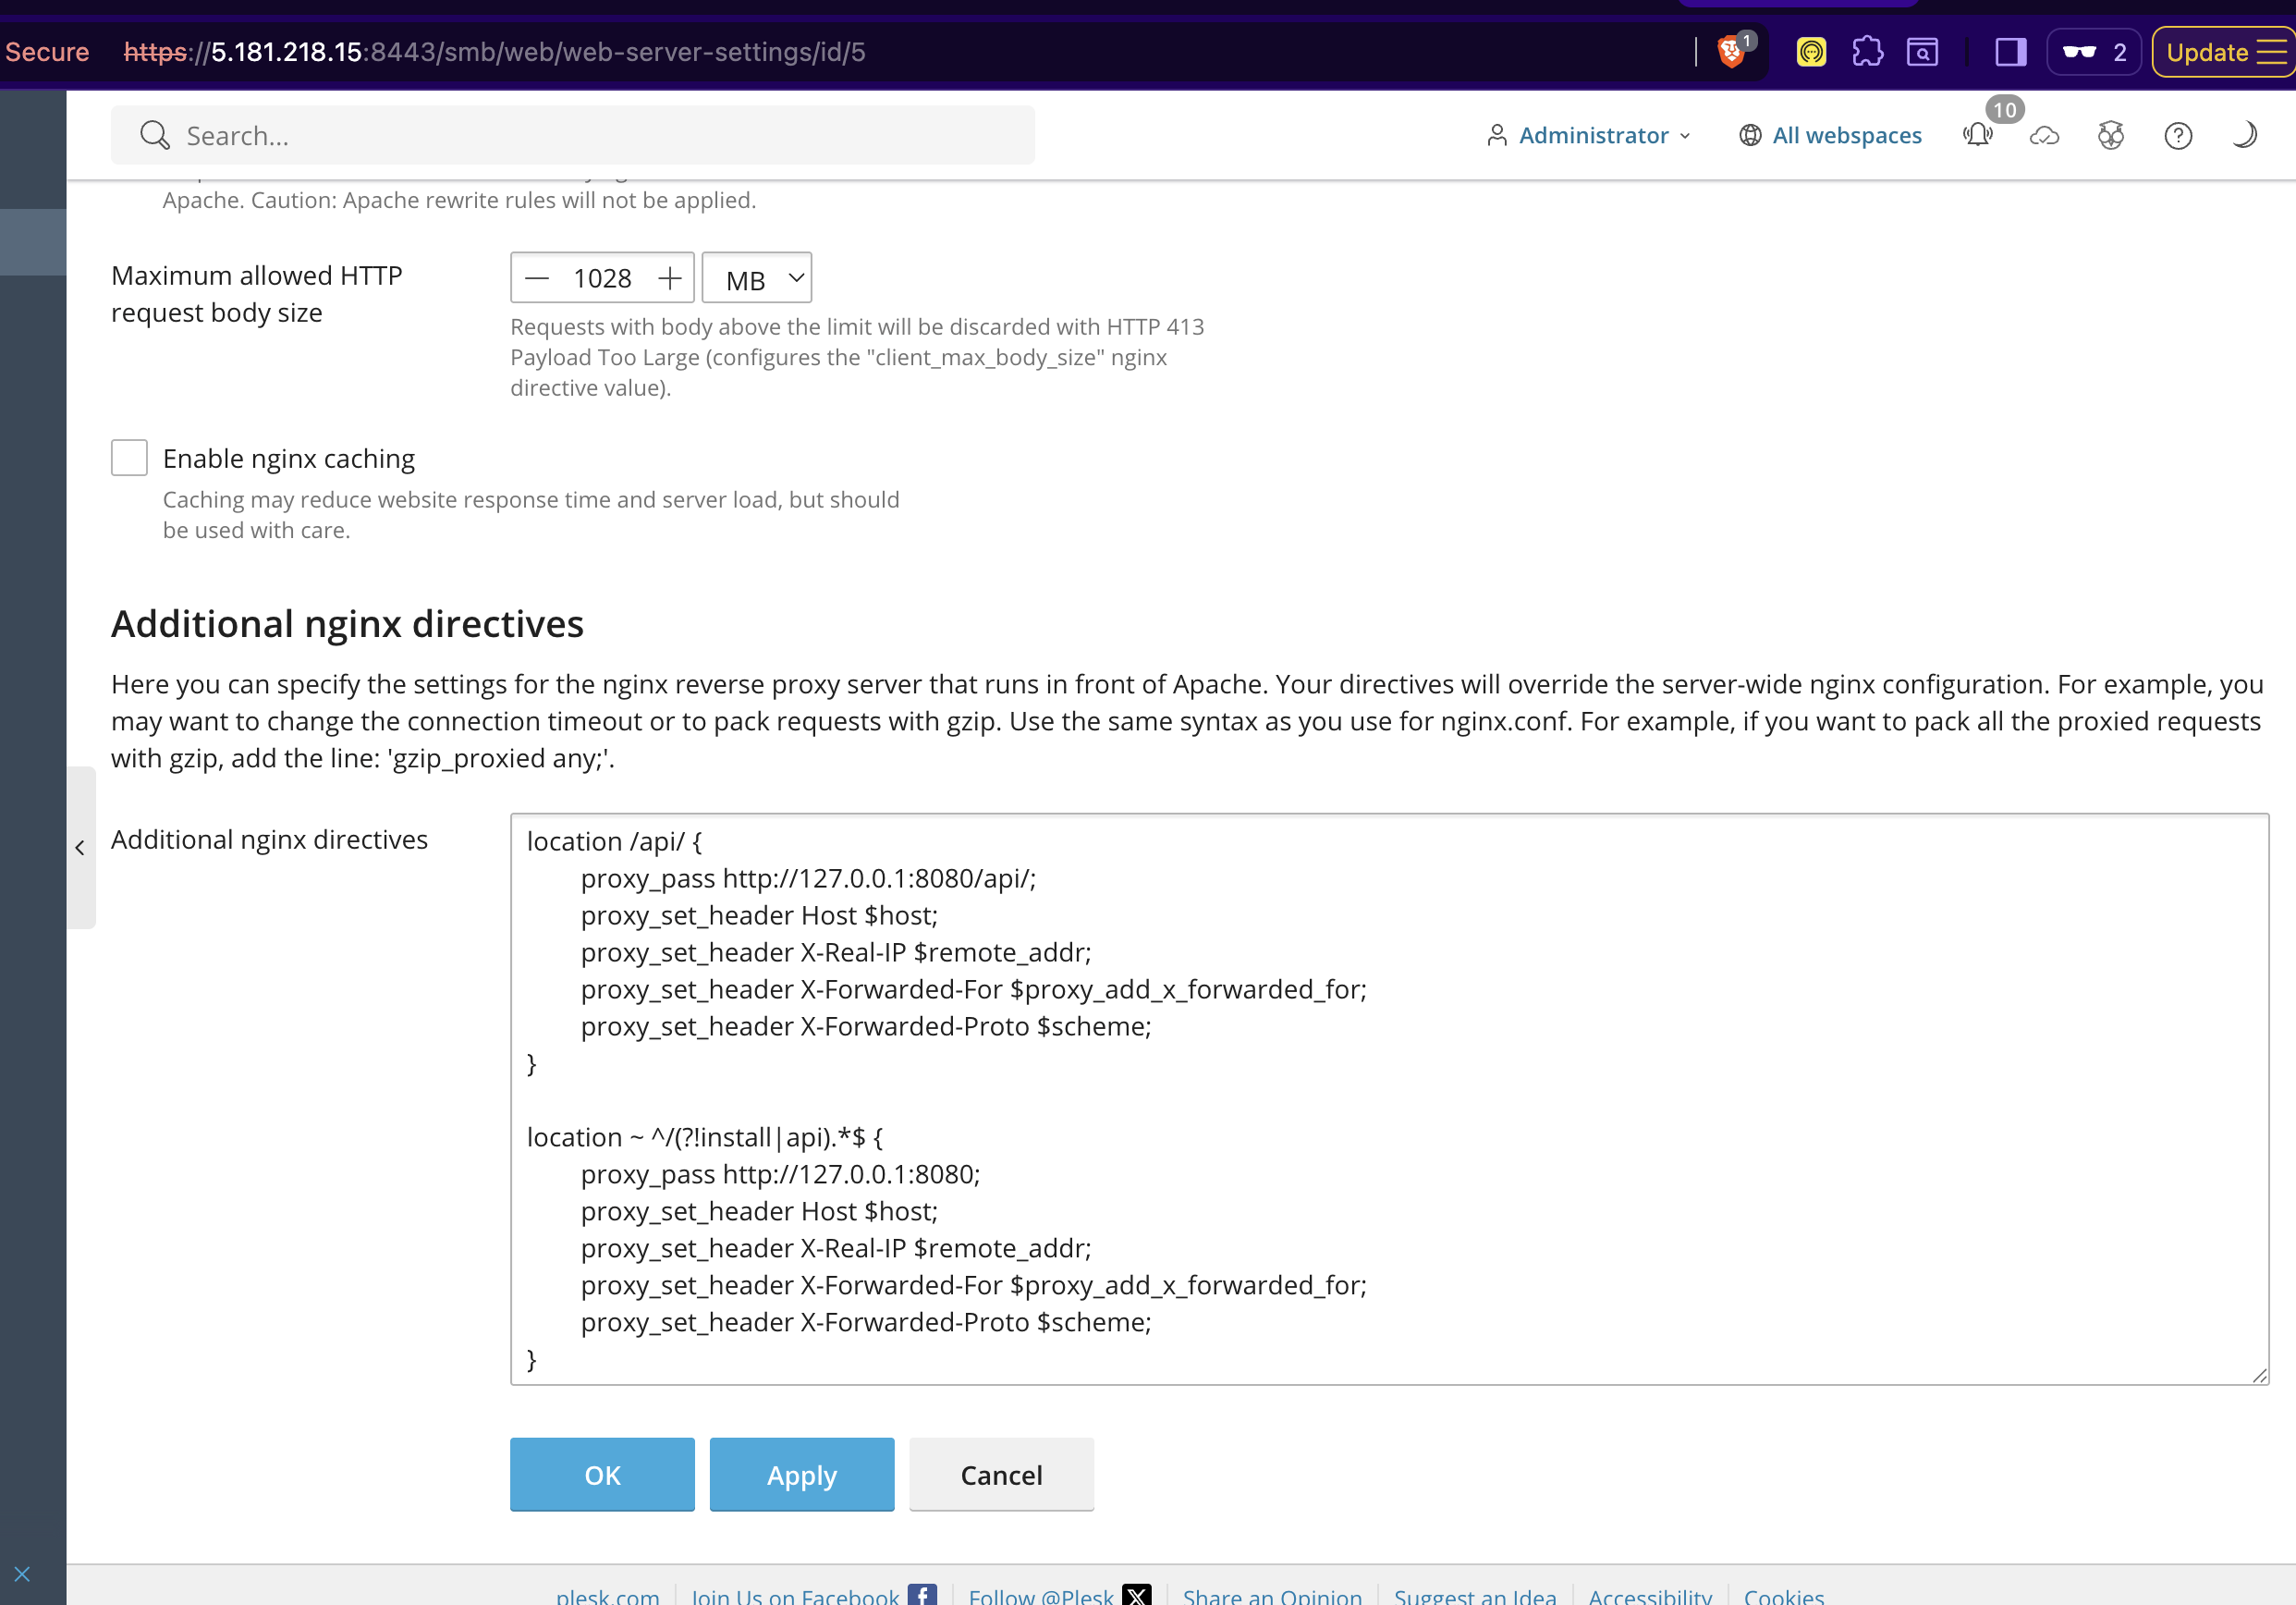 Secure https://5.181.218.15:8443/smb/web/web-server-settings/id/5 1 2 Update
Search... Administrator All webspaces 10
Apache. Caution: Apache rewrite rules will not be applied.
Maximum allowed HTTP
request body size
1028 MB
Requests with body above the limit will be discarded with HTTP 413
Payload Too Large (configures the "client_max_body_size" nginx
directive value).
Enable nginx caching
Caching may reduce website response time and server load, but should
be used with care.
Additional nginx directives
Here you can specify the settings for the nginx reverse proxy server that runs in front of Apache. Your directives will override the server-wide nginx configuration. For example, you
may want to change the connection timeout or to pack requests with gzip. Use the same syntax as you use for nginx.conf. For example, if you want to pack all the proxied requests
with gzip, add the line: 'gzip_proxied any;'.
Additional nginx directives
location /api/ {
proxy_pass http://127.0.0.1:8080/api/;
proxy_set_header Host $host;
proxy_set_header X-Real-IP $remote_addr;
proxy_set_header X-Forwarded-For $proxy_add_x_forwarded_for;
proxy_set_header X-Forwarded-Proto $scheme;
}
location ~ ^/(?!install|api).*$ {
proxy_pass http://127.0.0.1:8080;
proxy_set_header Host $host;
proxy_set_header X-Real-IP $remote_addr;
proxy_set_header X-Forwarded-For $proxy_add_x_forwarded_for;
proxy_set_header X-Forwarded-Proto $scheme;
}
OK Apply Cancel
plesk.com Join Us on Facebook Follow @Plesk Share an Opinion Suggest an Idea Accessibility Cookies